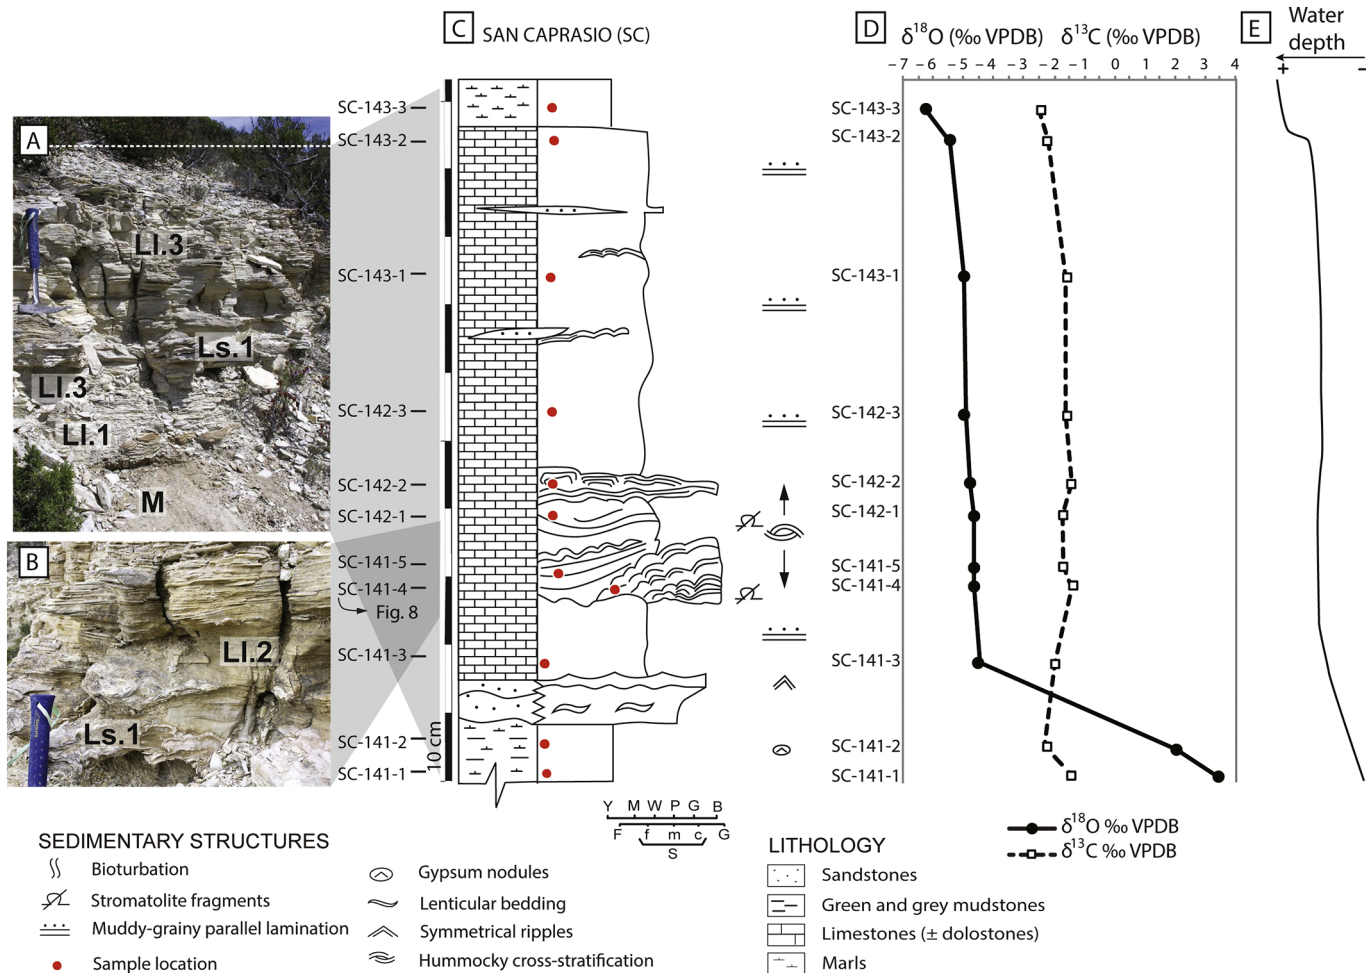 A
Ll.3
Ls.1
Ll.3
Ll.1
M
B
Ll.2
Ls.1
C SAN CAPRASIO (SC)
SC-143-3
SC-143-2
SC-143-1
SC-142-3
SC-142-2
SC-142-1
SC-141-5
SC-141-4
Fig. 8
SC-141-3
SC-141-2
SC-141-1
10 cm
Y M W P G B
F f m c G
S
D δ18O (‰ VPDB) δ13C (‰ VPDB)
−7 −6 −5 −4 −3 −2 −1 0 1 2 3 4
SC-143-3
SC-143-2
SC-143-1
SC-142-3
SC-142-2
SC-142-1
SC-141-5
SC-141-4
SC-141-3
SC-141-2
SC-141-1
δ18O ‰ VPDB
δ13C ‰ VPDB
E Water
depth
+ −
SEDIMENTARY STRUCTURES
Bioturbation
Stromatolite fragments
Muddy-grainy parallel lamination
Sample location
Gypsum nodules
Lenticular bedding
Symmetrical ripples
Hummocky cross-stratification
LITHOLOGY
Sandstones
Green and grey mudstones
Limestones (± dolostones)
Marls